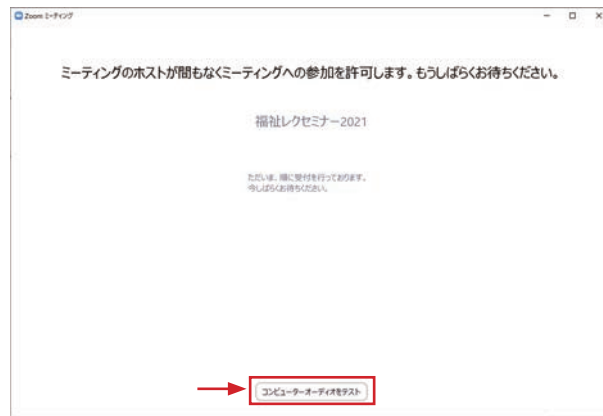 Zoom ミーティング
ミーティングのホストが間もなくミーティングへの参加を許可します。もうしばらくお待ちください。
福祉レクセミナー2021
ただいま、順に受付を行っております。
今しばらくお待ちください。
コンピューターオーディオをテスト